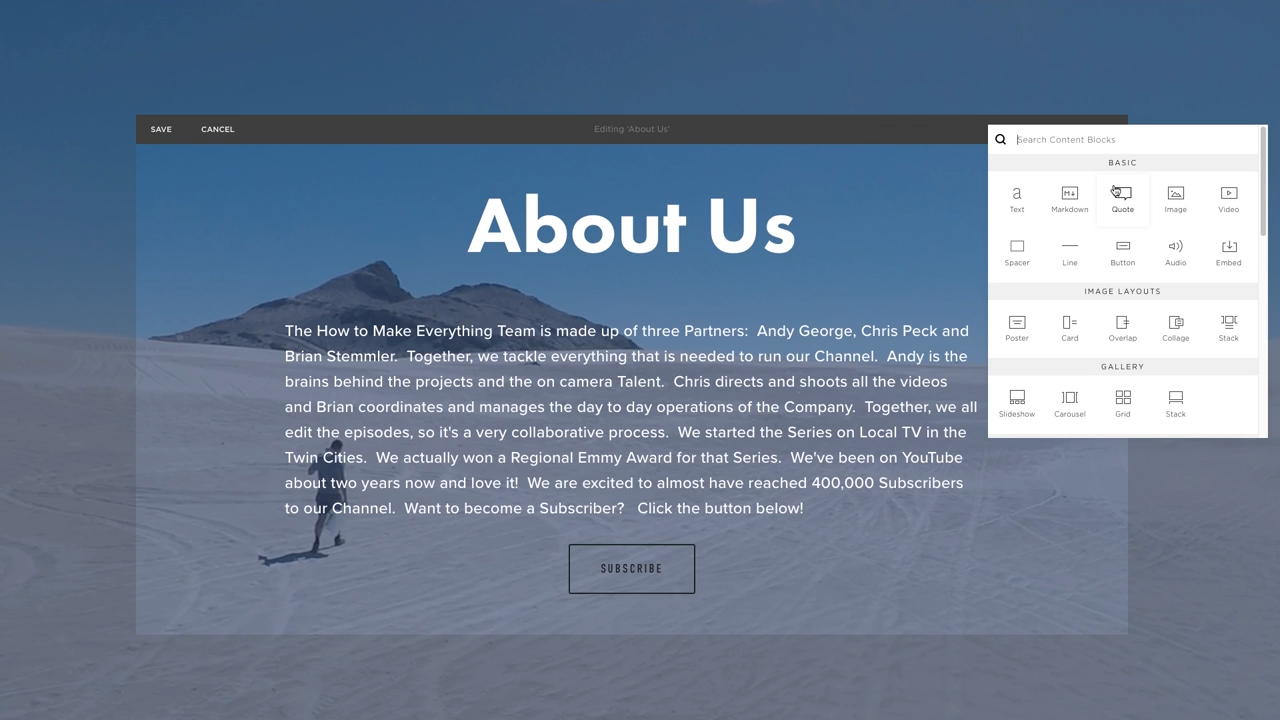 SAVE CANCEL Editing 'About Us'
Search Content Blocks
BASIC
Text Markdown Quote Image Video
Spacer Line Button Audio Embed
IMAGE LAYOUTS
Poster Card Overlap Collage Stack
GALLERY
Slideshow Carousel Grid Stack
About Us
The How to Make Everything Team is made up of three Partners:  Andy George, Chris Peck and
Brian Stemmler.  Together, we tackle everything that is needed to run our Channel.  Andy is the
brains behind the projects and the on camera Talent.  Chris directs and shoots all the videos
and Brian coordinates and manages the day to day operations of the Company.  Together, we all
edit the episodes, so it's a very collaborative process.  We started the Series on Local TV in the
Twin Cities.  We actually won a Regional Emmy Award for that Series.  We've been on YouTube
about two years now and love it!  We are excited to almost have reached 400,000 Subscribers
to our Channel.  Want to become a Subscriber?   Click the button below!
SUBSCRIBE